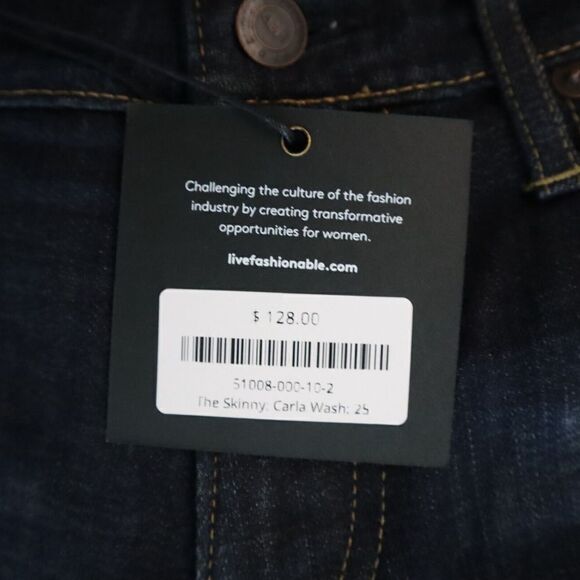 Challenging the culture of the fashion
industry by creating transformative
opportunities for women.
livefashionable.com
$ 128.00
51008-000-10-2
The Skinny: Carla Wash: 25